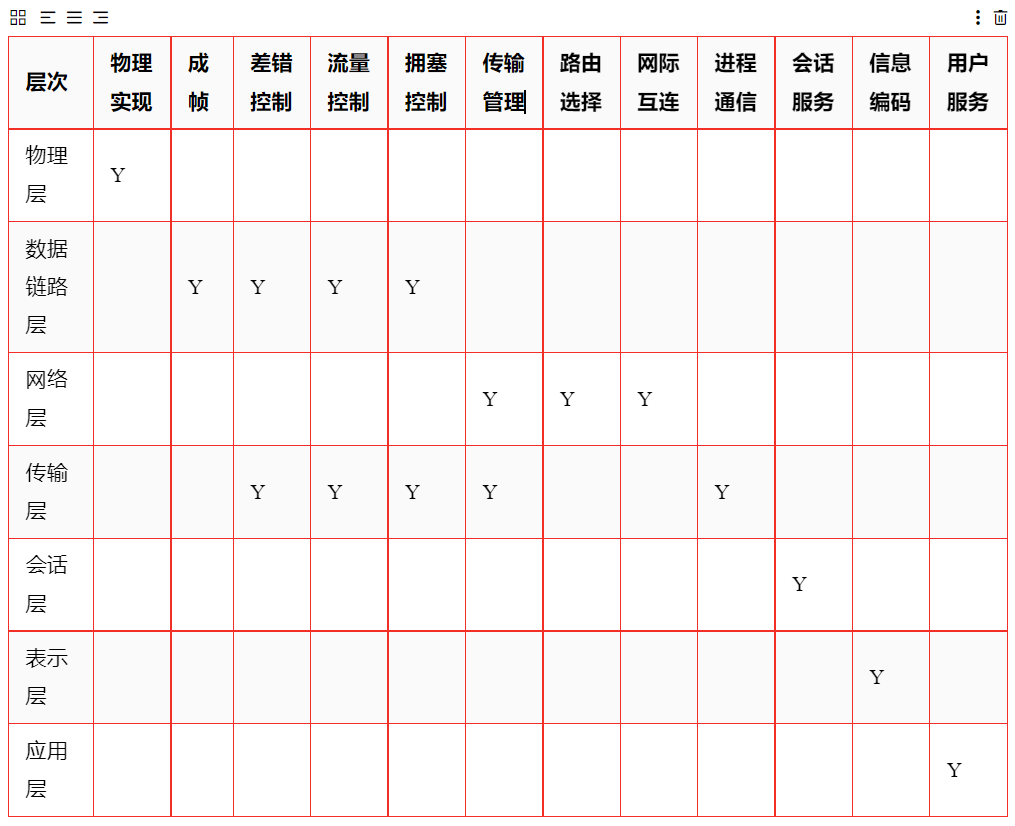 层次 物理 成 差错 流量 拥塞 传输 路由 网际 进程 会话 信息 用户
实现 帧 控制 控制 控制 管理 选择 互连 通信 服务 编码 服务
物理
层 Y
数据
链路 Y Y Y Y
层
网络
层 Y Y Y
传输
层 Y Y Y Y Y
会话
层 Y
表示
层 Y
应用
层 Y